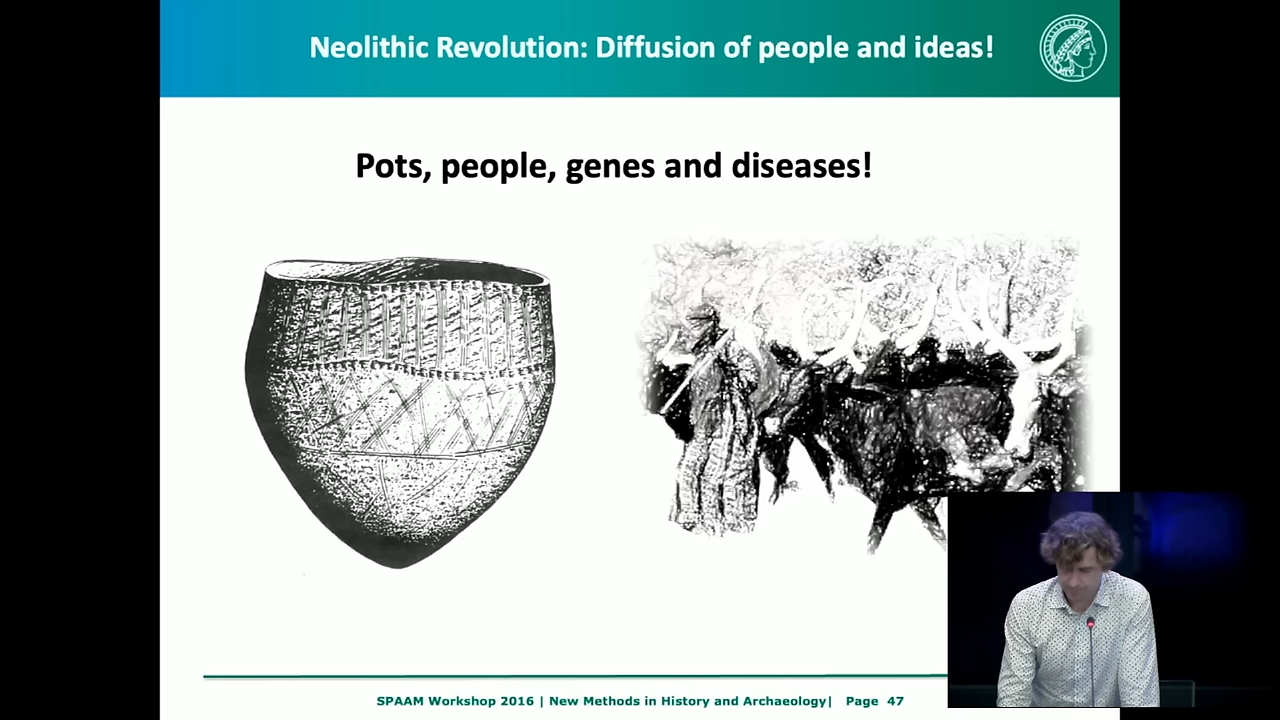 Neolithic Revolution: Diffusion of people and ideas!
Pots, people, genes and diseases!
SPAAM Workshop 2016 | New Methods in History and Archaeology| Page 47